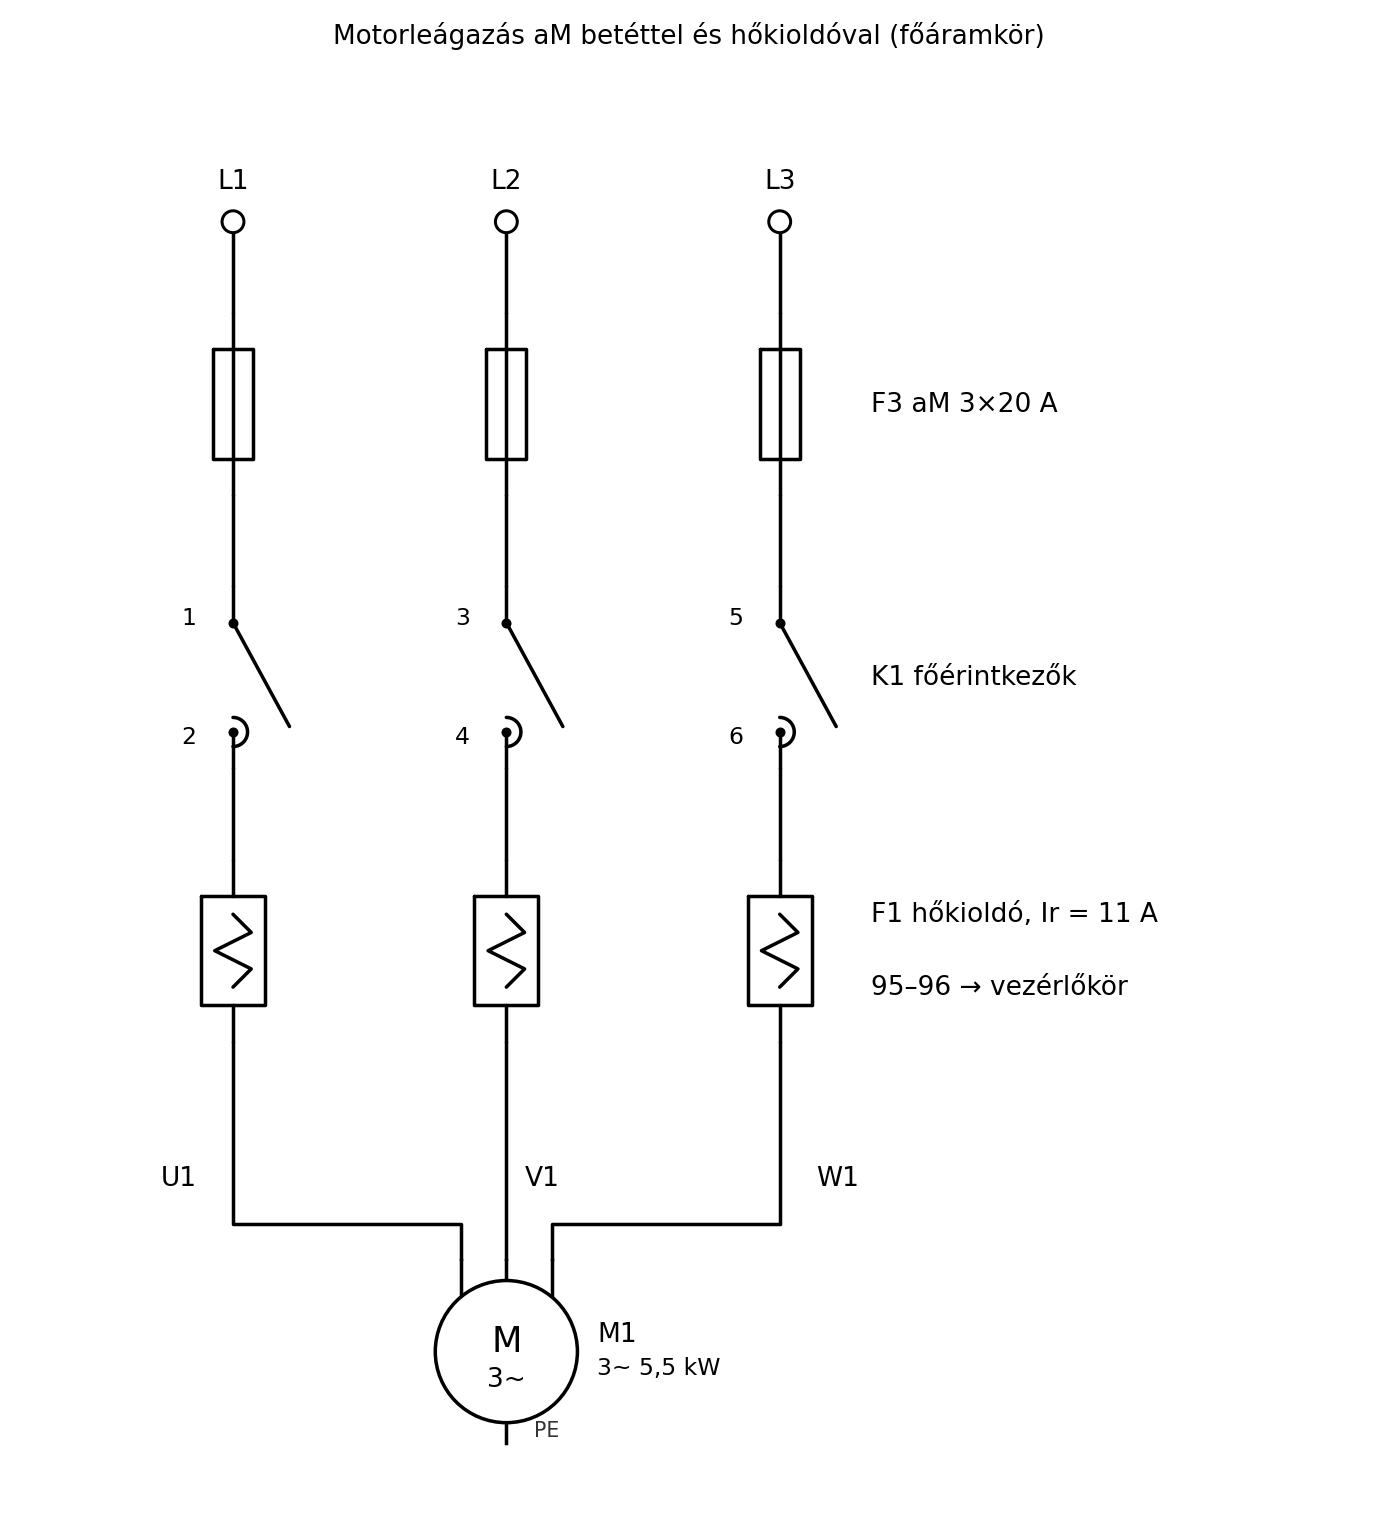 Motorleágazás aM betéttel és hőkioldóval (főáramkör)
L1 L2 L3
F3 aM 3×20 A
1 3 5
K1 főérintkezők
2 4 6
F1 hőkioldó, Ir = 11 A
95–96 → vezérlőkör
U1 V1 W1
M
3~
M1
3~ 5,5 kW
PE